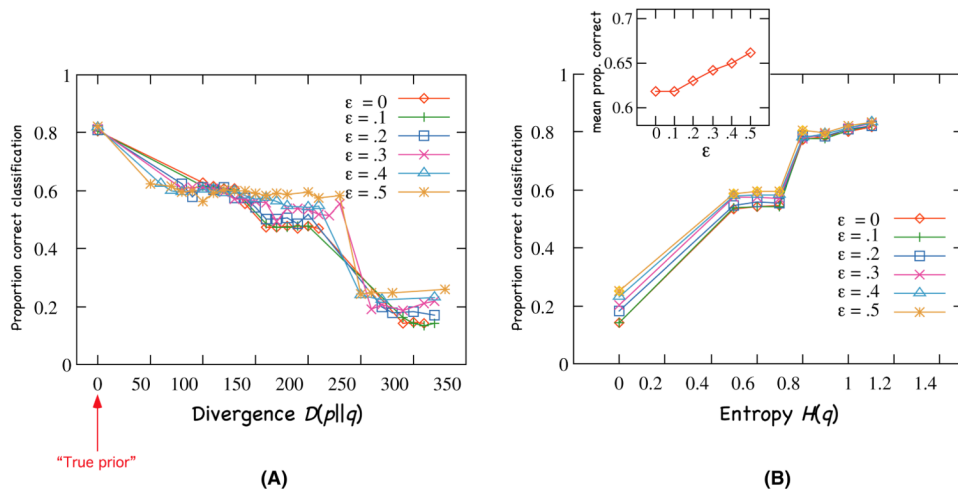 mean prop. correct
0.7
0.65
0.6
0 .1 .2 .3 .4 .5
ε
Proportion correct classification
1
0.8
0.6
0.4
0.2
0
ε = 0
ε = .1
ε = .2
ε = .3
ε = .4
ε = .5
0 50 100 150 200 250 300 350
Divergence D(p||q)
"True prior"
(A)
Proportion correct classification
1
0.8
0.6
0.4
0.2
0
ε = 0
ε = .1
ε = .2
ε = .3
ε = .4
ε = .5
0 0.2 0.4 0.6 0.8 1 1.2 1.4
Entropy H(q)
(B)